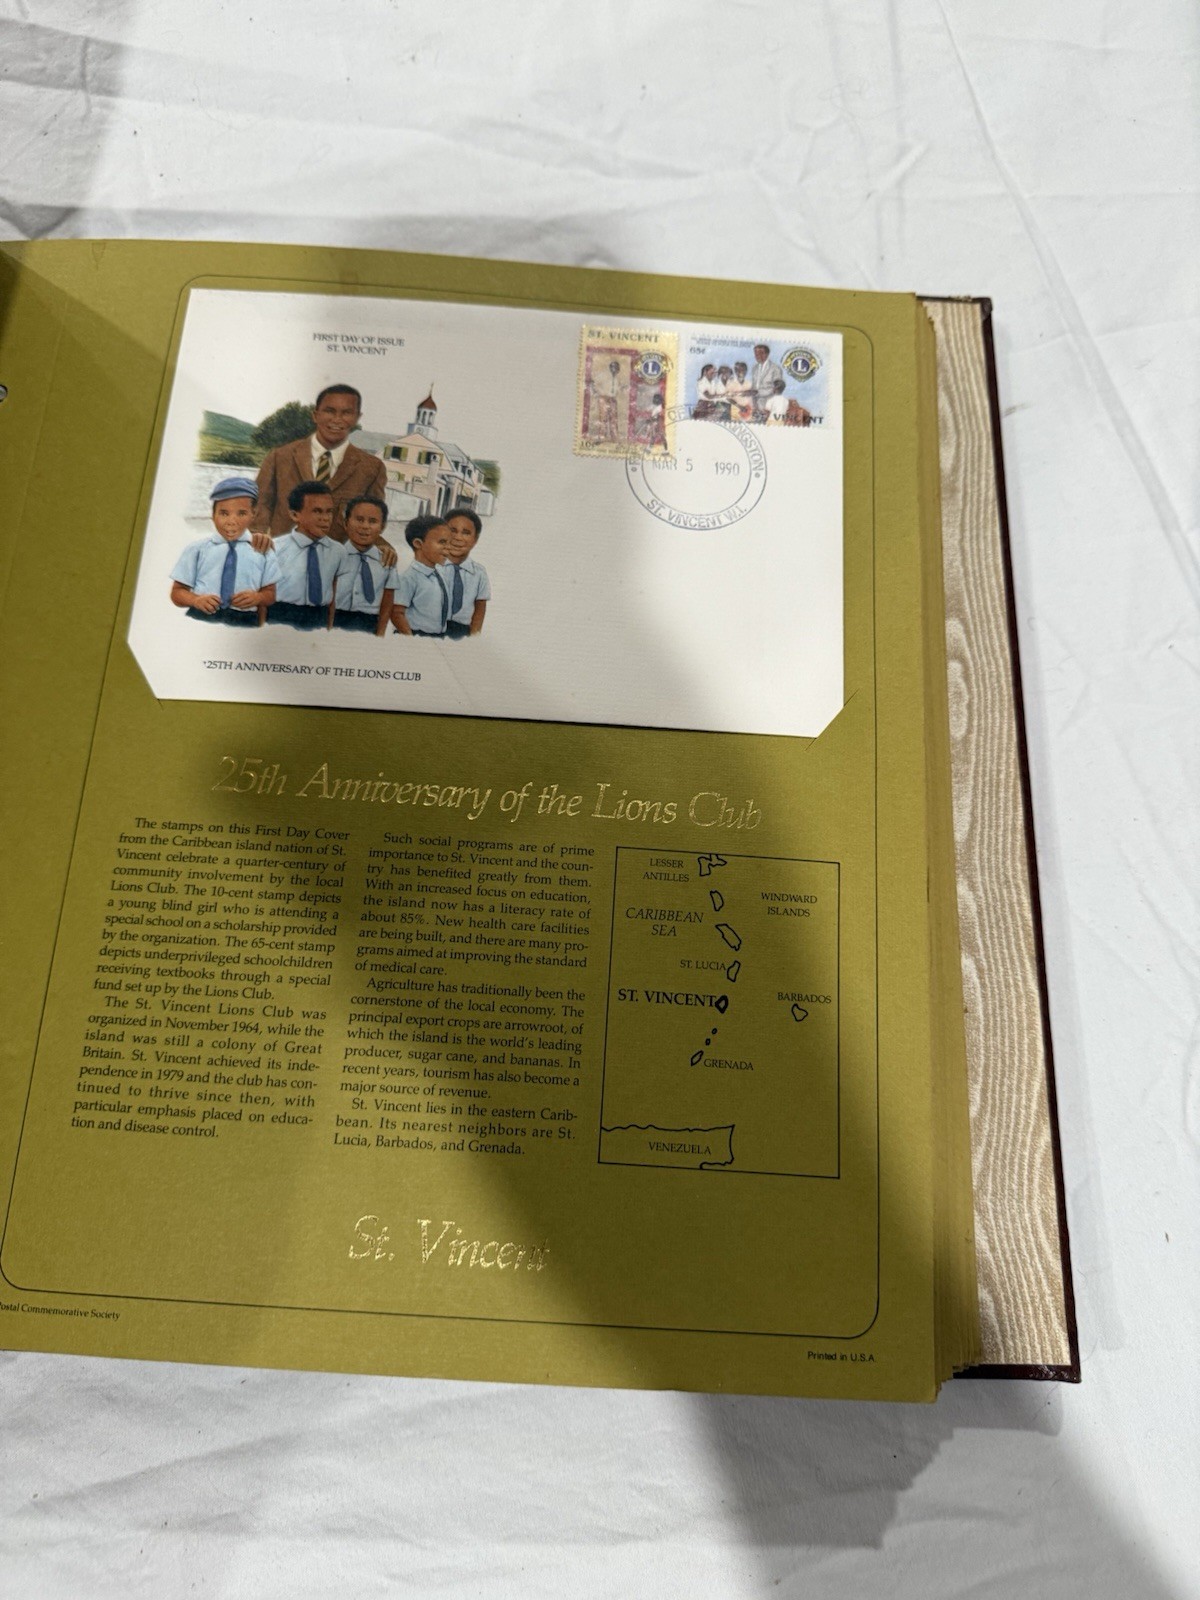 FIRST DAY OF ISSUE
ST. VINCENT
ST. VINCENT
10¢
65¢
ST. VINCENT
MAR 5 1990
ST. VINCENT W.I.
"25TH ANNIVERSARY OF THE LIONS CLUB
25th Anniversary of the Lions Club
The stamps on this First Day Cover
from the Caribbean island nation of St.
Vincent celebrate a quarter-century of
community involvement by the local
Lions Club. The 10-cent stamp depicts
a young blind girl who is attending a
special school on a scholarship provided
by the organization. The 65-cent stamp
depicts underprivileged schoolchildren
receiving textbooks through a special
fund set up by the Lions Club.
The St. Vincent Lions Club was
organized in November 1964, while the
island was still a colony of Great
Britain. St. Vincent achieved its inde-
pendence in 1979 and the club has con-
tinued to thrive since then, with
particular emphasis placed on educa-
tion and disease control.
Such social programs are of prime
importance to St. Vincent and the coun-
try has benefited greatly from them.
With an increased focus on education,
the island now has a literacy rate of
about 85%. New health care facilities
are being built, and there are many pro-
grams aimed at improving the standard
of medical care.
Agriculture has traditionally been the
cornerstone of the local economy. The
principal export crops are arrowroot, of
which the island is the world's leading
producer, sugar cane, and bananas. In
recent years, tourism has also become a
major source of revenue.
St. Vincent lies in the eastern Carib-
bean. Its nearest neighbors are St.
Lucia, Barbados, and Grenada.
LESSER
ANTILLES
WINDWARD
ISLANDS
CARIBBEAN
SEA
ST. LUCIA
ST. VINCENT
BARBADOS
GRENADA
VENEZUELA
St. Vincent
Postal Commemorative Society
Printed in U.S.A.